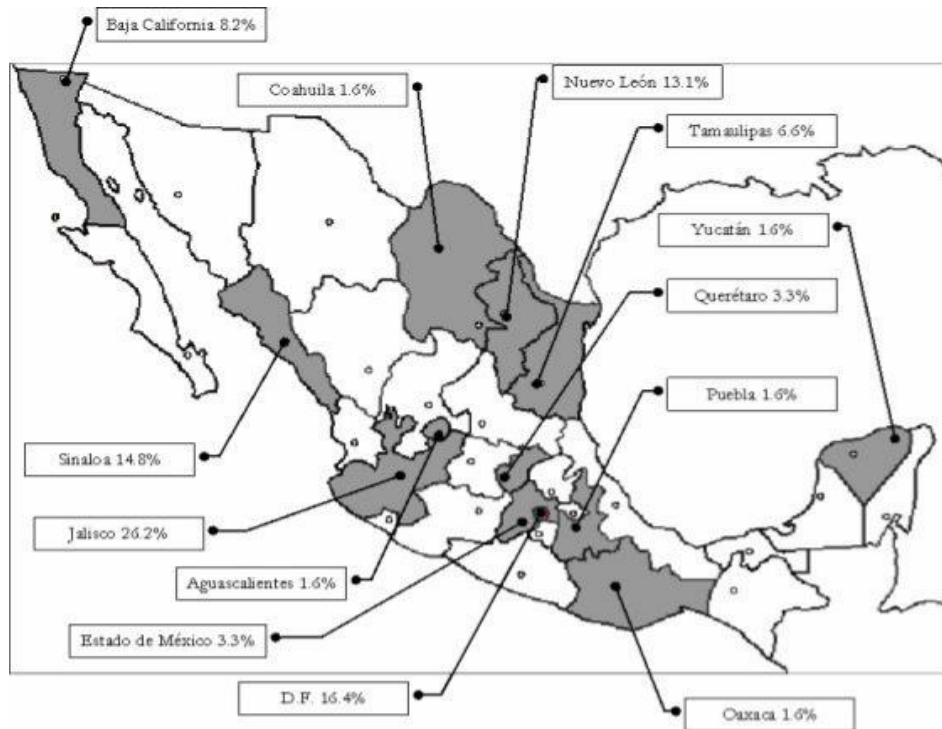 Baja California 8.2%
Coahuila 1.6%
Nuevo León 13.1%
Tamaulipas 6.6%
Yucatán 1.6%
Querétaro 3.3%
Puebla 1.6%
Sinaloa 14.8%
Jalisco 26.2%
Aguascalientes 1.6%
Estado de México 3.3%
D.F. 16.4%
Oaxaca 1.6%